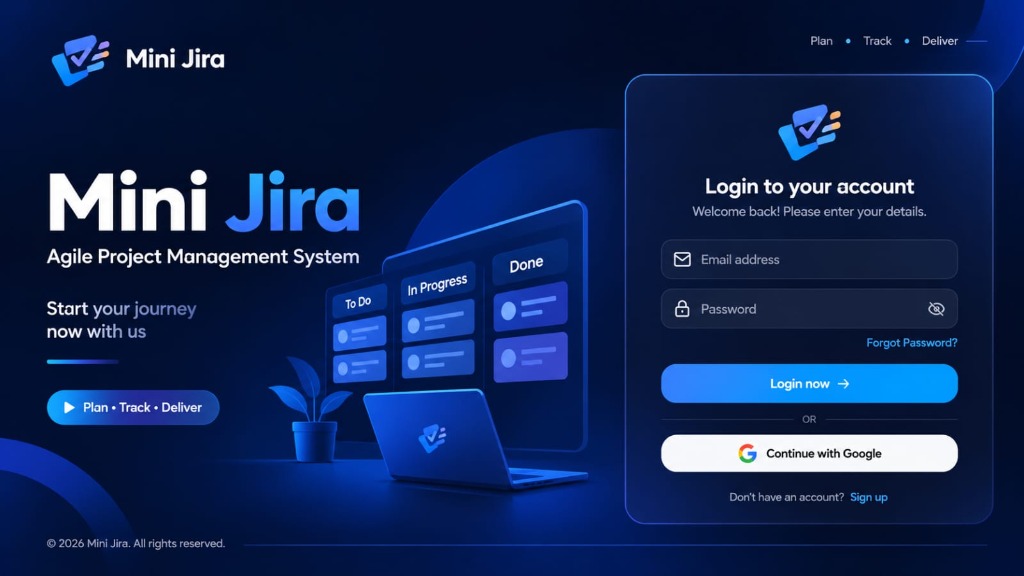 Mini Jira
Plan • Track • Deliver
Mini Jira
Agile Project Management System
Start your journey
now with us
Plan • Track • Deliver
To Do
In Progress
Done
© 2026 Mini Jira. All rights reserved.
Login to your account
Welcome back! Please enter your details.
Email address
Password
Forgot Password?
Login now →
OR
Continue with Google
Don't have an account? Sign up